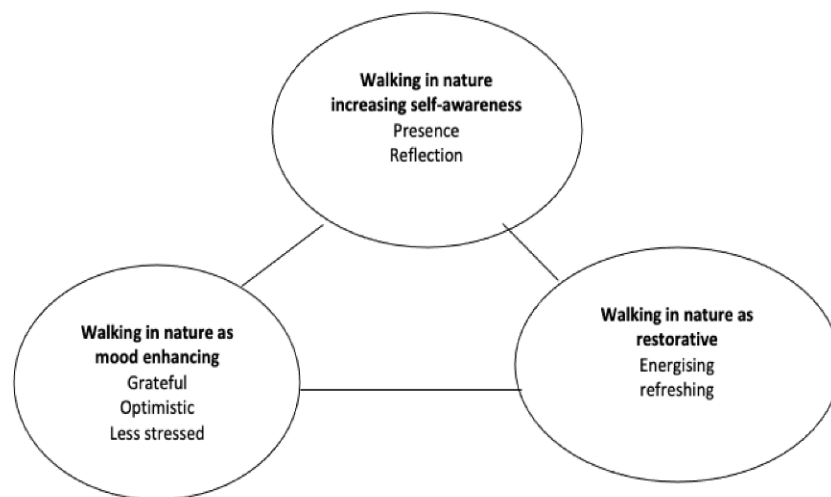 Walking in nature
increasing self-awareness
Presence
Reflection
Walking in nature as
mood enhancing
Grateful
Optimistic
Less stressed
Walking in nature as
restorative
Energising
refreshing